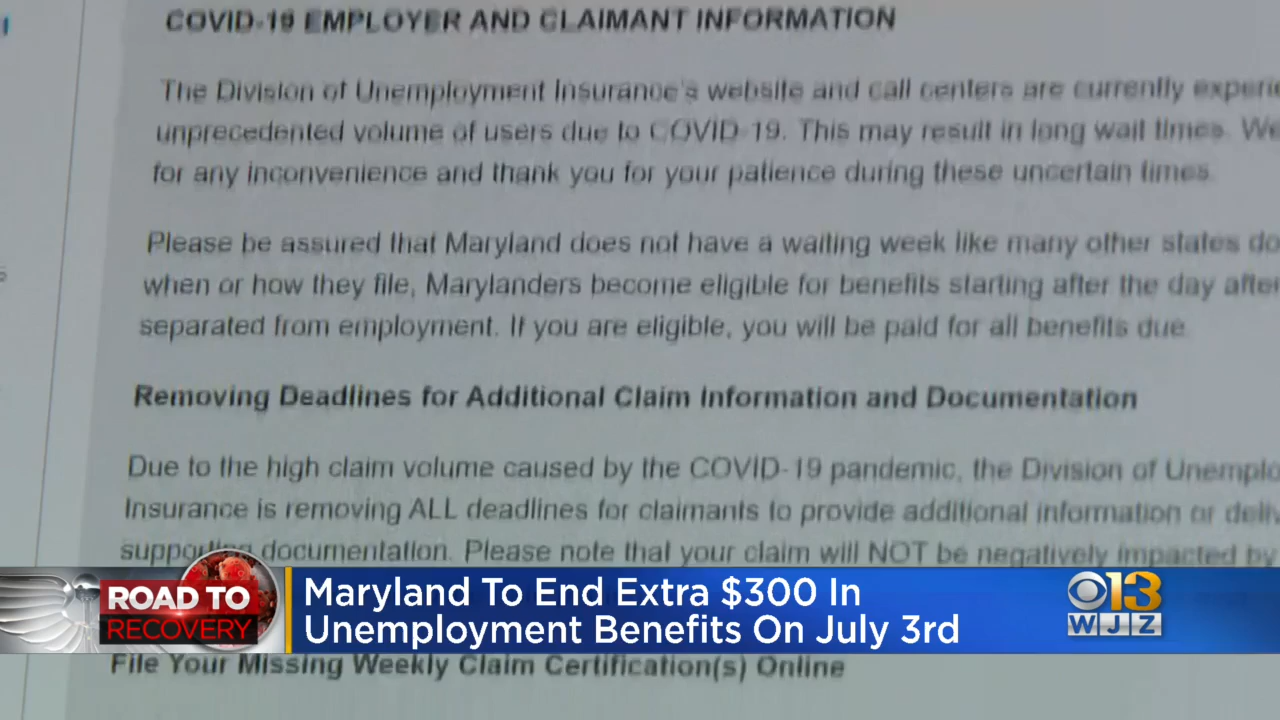 COVID-19 EMPLOYER AND CLAIMANT INFORMATION
The Division of Unemployment Insurance's website and call centers are currently
unprecedented volume of users due to COVID-19. This may result in long wait times. We
for any inconvenience and thank you for your patience during these uncertain times.
Please be assured that Maryland does not have a waiting week like many other states do
when or how they file, Marylanders become eligible for benefits starting after the day after
separated from employment. If you are eligible, you will be paid for all benefits due
Removing Deadlines for Additional Claim Information and Documentation
Due to the high claim volume caused by the COVID-19 pandemic, the Division of
Insurance is removing ALL deadlines for claimants to provide additional information or
supporting documentation. Please note that your claim will NOT be negatively impacted by
ROAD TO
RECOVERY
Maryland To End Extra $300 In
Unemployment Benefits On July 3rd
13
WJZ
File Your Missing Weekly Claim Certification(s) Online